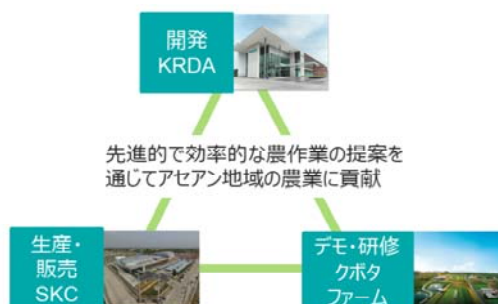 開発
KRDA
先進的で効率的な農作業の提案を
通じてアセアン地域の農業に貢献
生産・
販売
SKC
デモ・研修
クボタ
ファーム